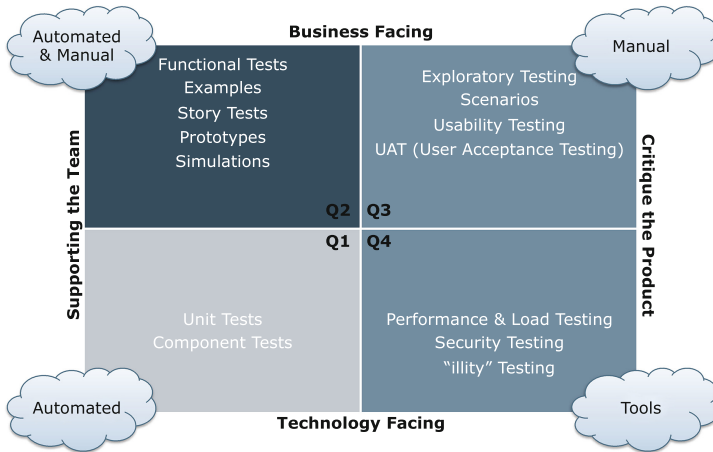 Automated
& Manual
Business Facing
Manual
Functional Tests
Examples
Story Tests
Prototypes
Simulations
Exploratory Testing
Scenarios
Usability Testing
UAT (User Acceptance Testing)
Supporting the Team
Critique the Product
Q2
Q3
Q1
Q4
Unit Tests
Component Tests
Performance & Load Testing
Security Testing
“illity” Testing
Automated
Technology Facing
Tools